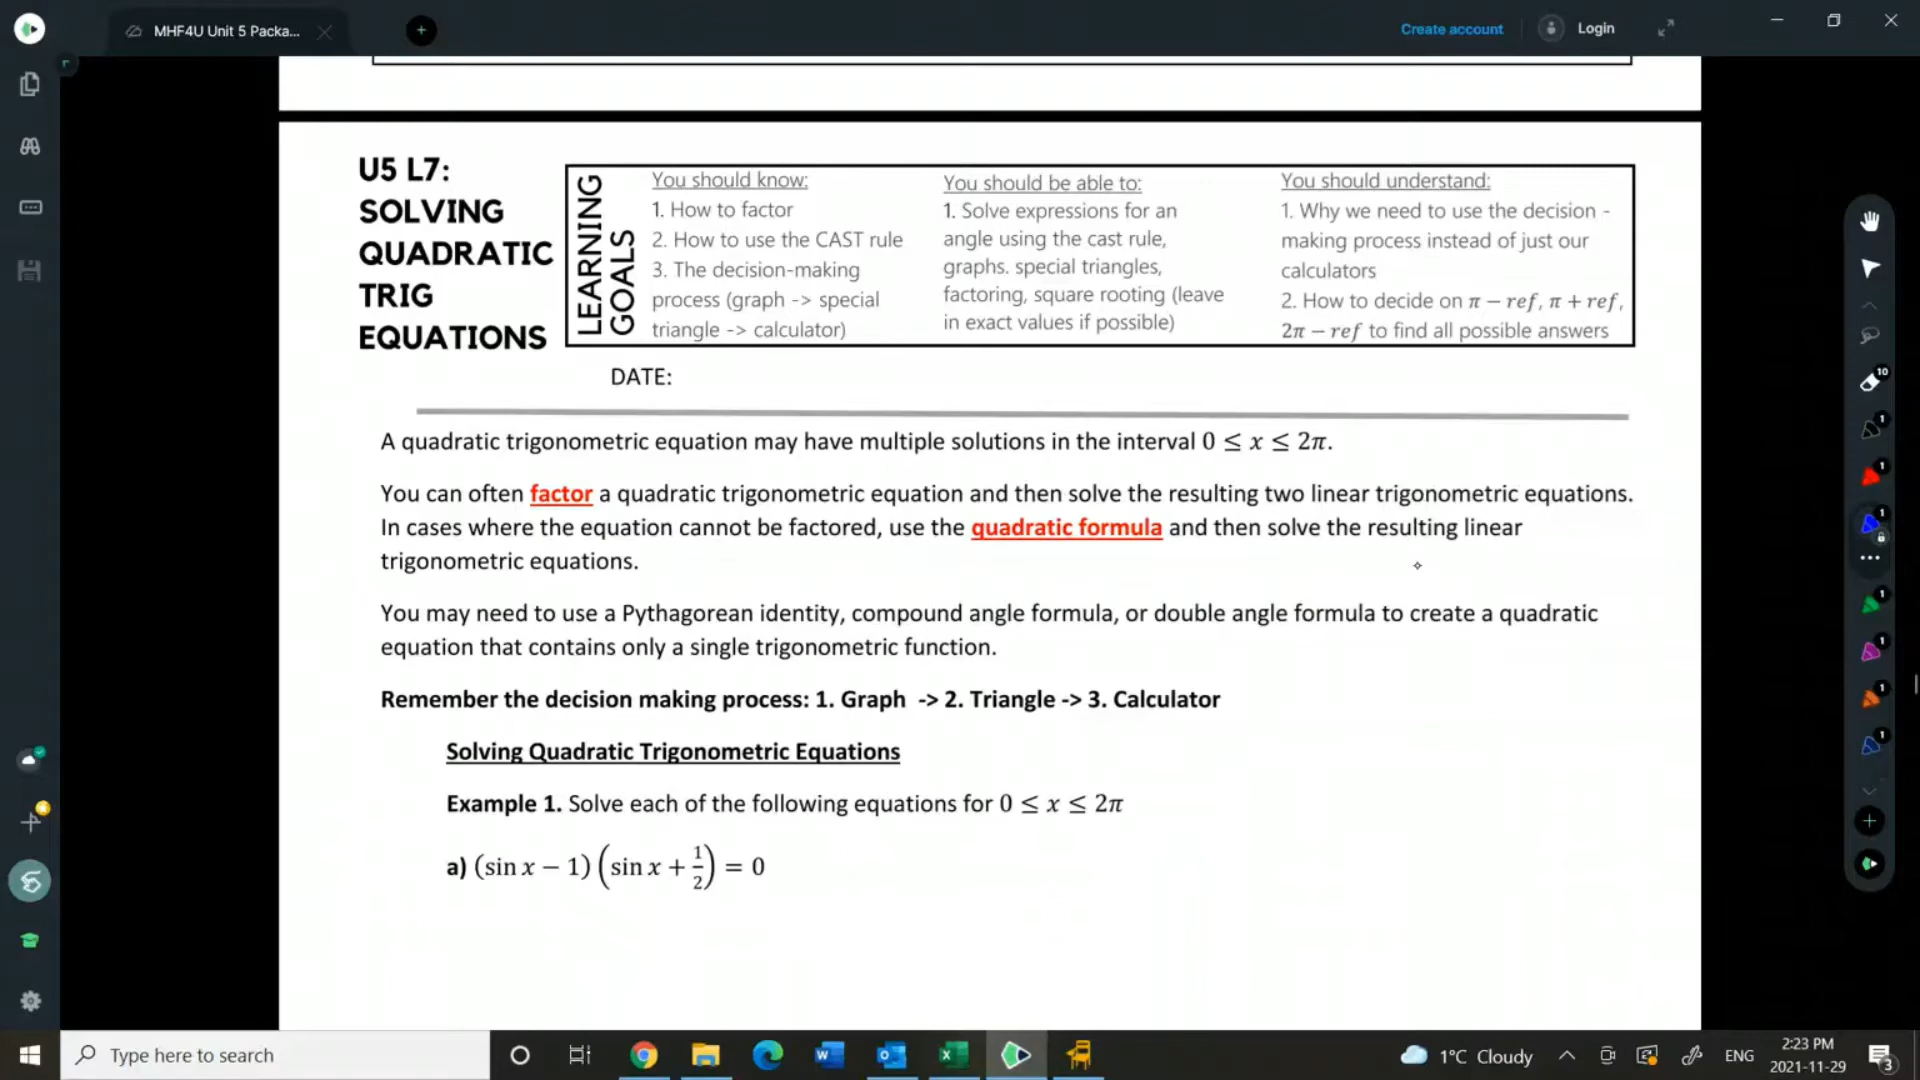 MHF4U Unit 5 Packa...
Create account
Login
U5 L7:
SOLVING
QUADRATIC
TRIG
EQUATIONS
LEARNING
GOALS
You should know:
1. How to factor
2. How to use the CAST rule
3. The decision-making
process (graph -> special
triangle -> calculator)
You should be able to:
1. Solve expressions for an
angle using the cast rule,
graphs. special triangles,
factoring, square rooting (leave
in exact values if possible)
You should understand:
1. Why we need to use the decision -
making process instead of just our
calculators
2. How to decide on π − ref, π + ref,
2π − ref to find all possible answers
DATE:
A quadratic trigonometric equation may have multiple solutions in the interval 0 ≤ x ≤ 2π.
You can often factor a quadratic trigonometric equation and then solve the resulting two linear trigonometric equations.
In cases where the equation cannot be factored, use the quadratic formula and then solve the resulting linear
trigonometric equations.
You may need to use a Pythagorean identity, compound angle formula, or double angle formula to create a quadratic
equation that contains only a single trigonometric function.
Remember the decision making process: 1. Graph -> 2. Triangle -> 3. Calculator
Solving Quadratic Trigonometric Equations
Example 1. Solve each of the following equations for 0 ≤ x ≤ 2π
a) (sin x − 1) (sin x + 1/2) = 0
10
1
1
1
1
1
1
1
Type here to search
1°C Cloudy
ENG
2:23 PM
2021-11-29
3